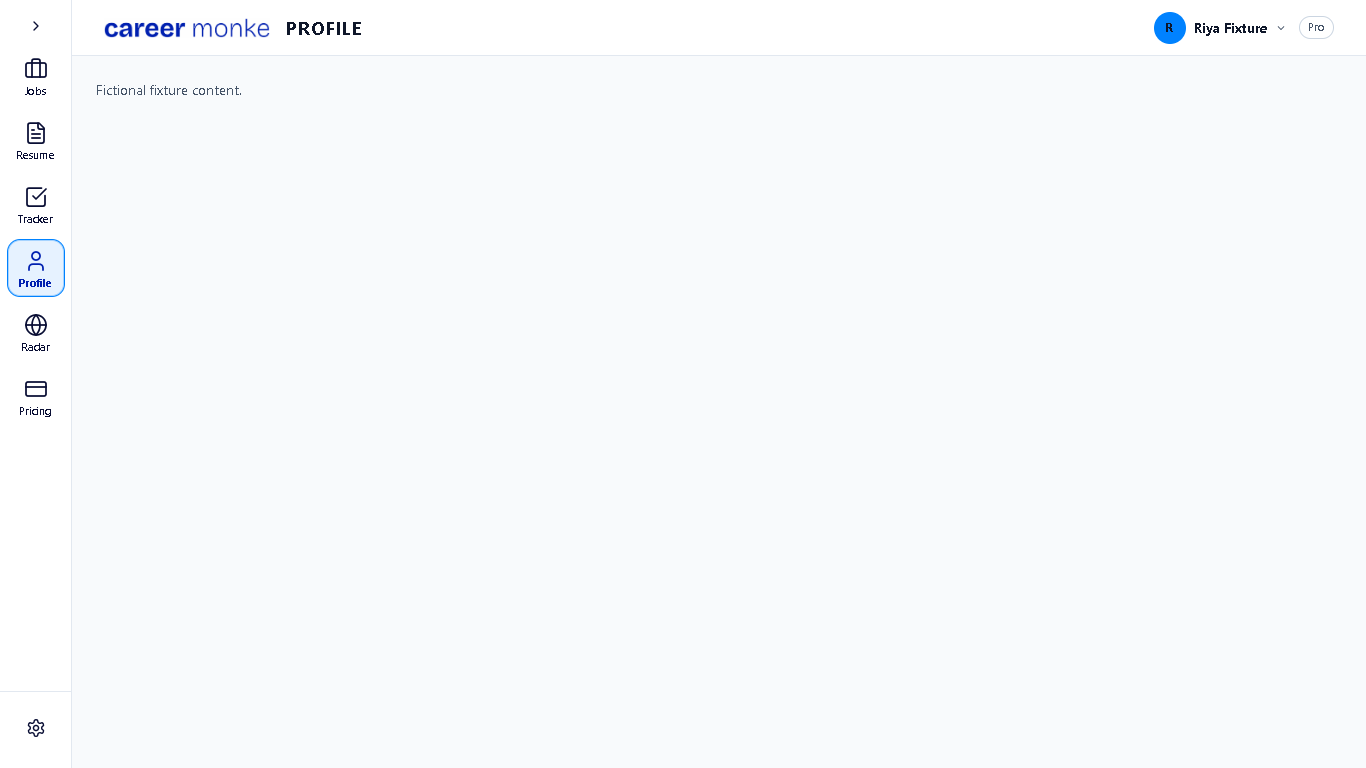 career monke PROFILE
R Riya Fixture Pro
Jobs
Resume
Tracker
Profile
Radar
Pricing
Fictional fixture content.